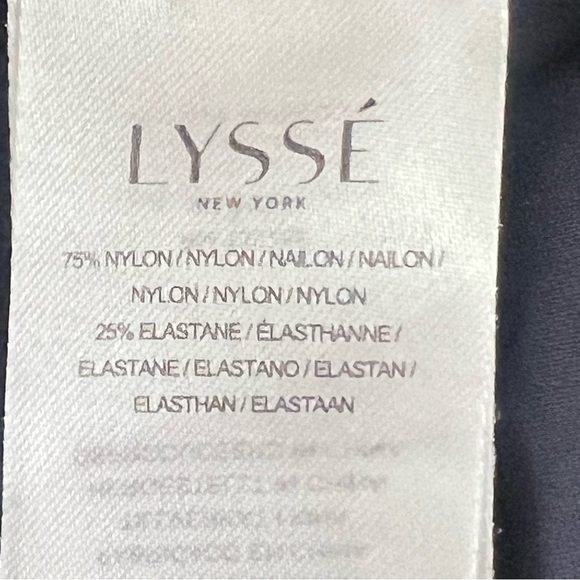 LYSSÉ
NEW YORK
75% NYLON / NYLON / NAILON / NAILON /
NYLON / NYLON / NYLON
25% ELASTANE / ÉLASTHANNE /
ELASTANE / ELASTANO / ELASTAN /
ELASTHAN / ELASTAAN